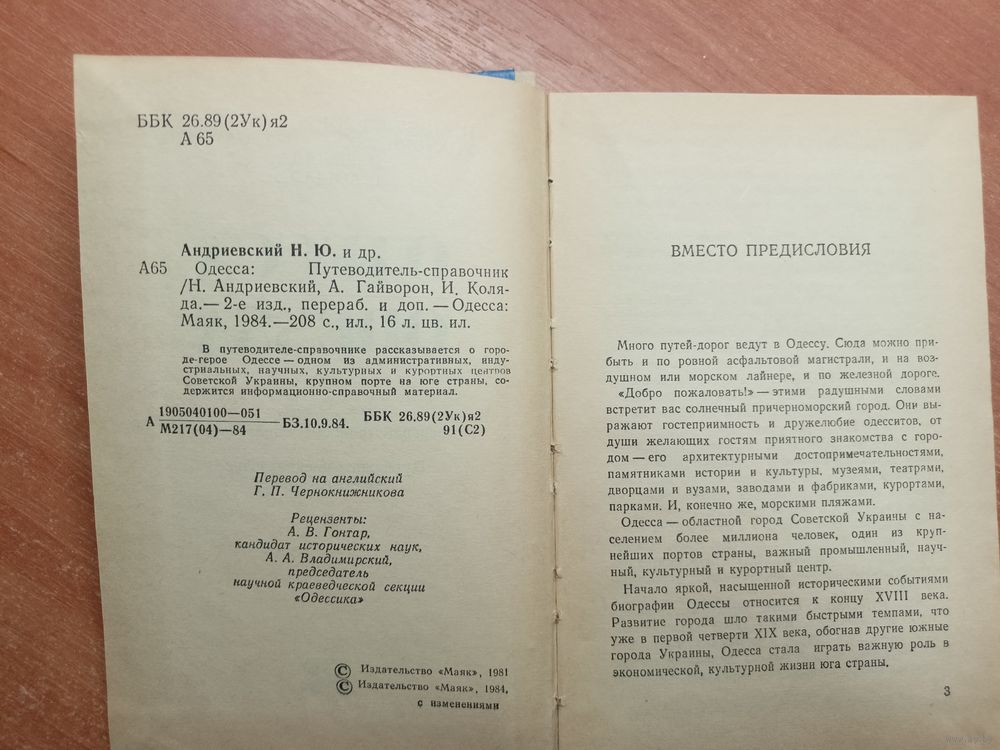 ББК 26.89(2Ук)я2
А 65
Андриевский Н. Ю. и др.
А65 Одесса: Путеводитель-справочник
/Н. Андриевский, А. Гайворон, И. Коля-
да.— 2-е изд., перераб. и доп. — Одесса:
Маяк, 1984.—208 с., ил., 16 л. цв. ил.
В путеводителе-справочнике рассказывается о горо-
де-герое Одессе — одном из административных, инду-
стриальных, научных, культурных и курортных центров
Советской Украины, крупном порте на юге страны, со-
держится информационно-справочный материал.
А 1905040100—051
М217(04)—84 БЗ.10.9.84. ББК 26.89(2Ук)я2
91(С2)
Перевод на английский
Г. П. Чернокнижникова
Рецензенты:
А. В. Гонтар,
кандидат исторических наук,
А. А. Владимирский,
председатель
научной краеведческой секции
«Одессика»
© Издательство «Маяк», 1981
© Издательство «Маяк», 1984,
с изменениями
ВМЕСТО ПРЕДИСЛОВИЯ
Много путей-дорог ведут в Одессу. Сюда можно при-
быть и по ровной асфальтовой магистрали, и на воз-
душном или морском лайнере, и по железной дороге.
«Добро пожаловать!» — этими радушными словами
встретит вас солнечный причерноморский город. Они вы-
ражают гостеприимность и дружелюбие одесситов, от
души желающих гостям приятного знакомства с горо-
дом — его архитектурными достопримечательностями,
памятниками истории и культуры, музеями, театрами,
дворцами и вузами, заводами и фабриками, курортами,
парками. И, конечно же, морскими пляжами.
Одесса — областной город Советской Украины с на-
селением более миллиона человек, один из круп-
нейших портов страны, важный промышленный, науч-
ный, культурный и курортный центр.
Начало яркой, насыщенной историческими событиями
биографии Одессы относится к концу XVIII века.
Развитие города шло такими быстрыми темпами, что
уже в первой четверти XIX века, обогнав другие южные
города Украины, Одесса стала играть важную роль в
экономической, культурной жизни юга страны.
3